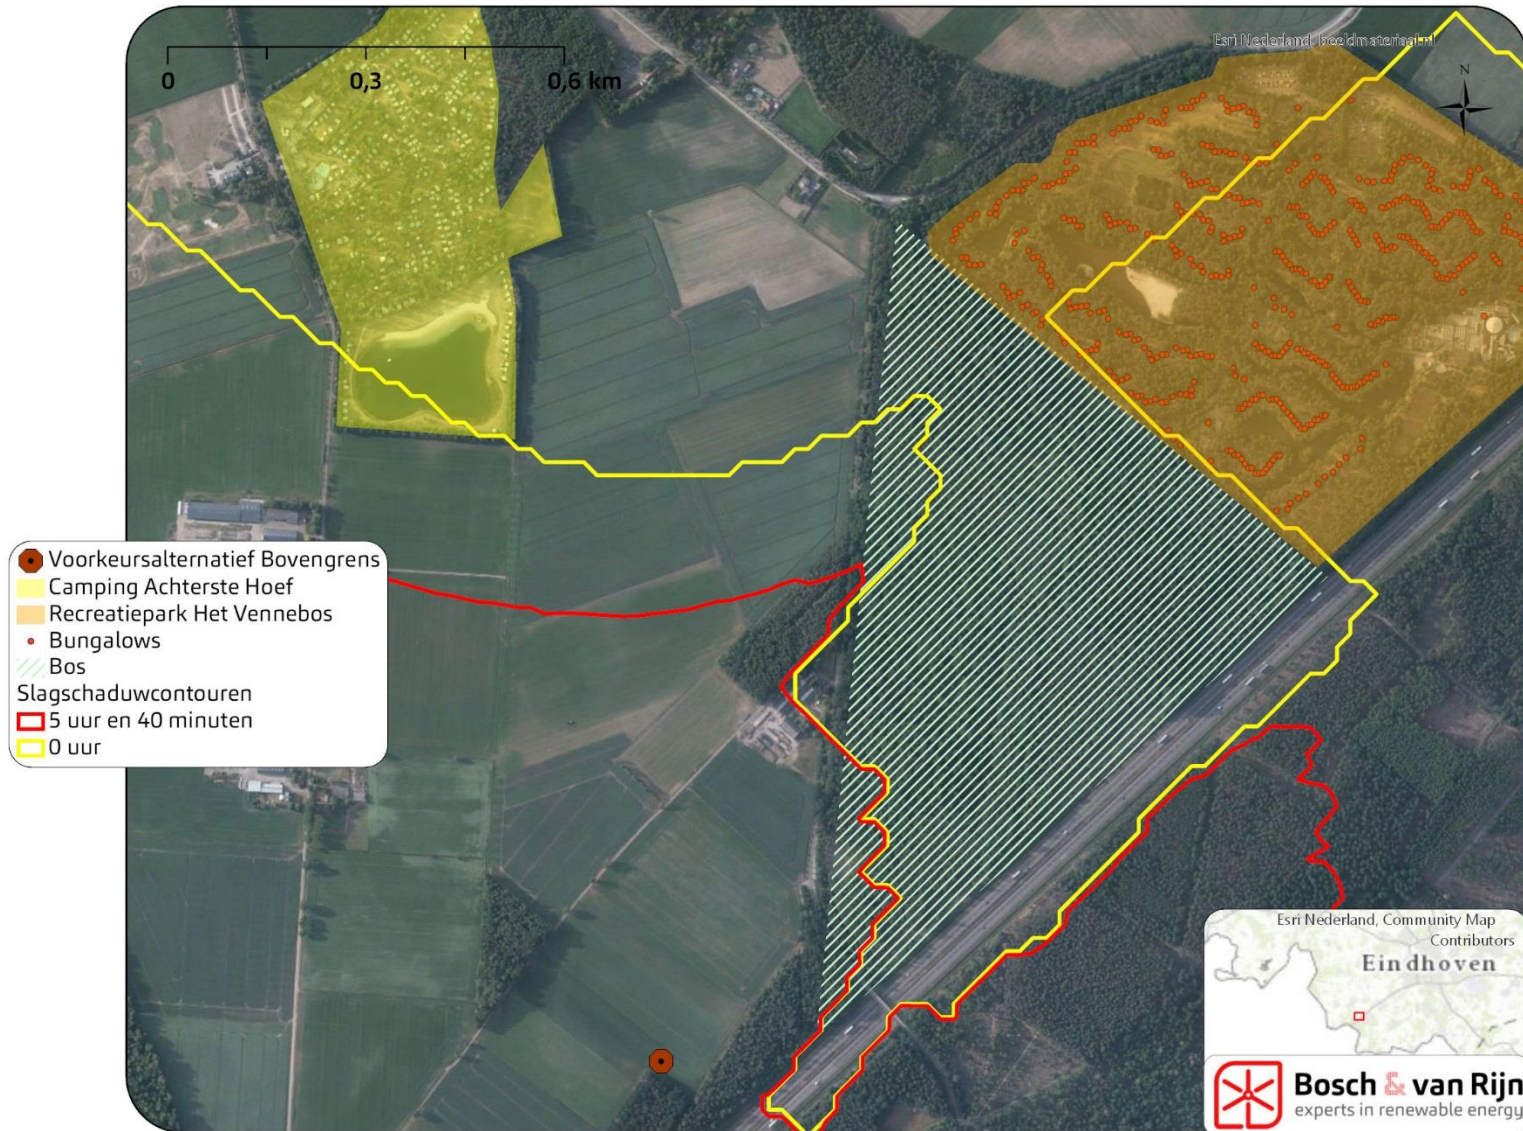 Esri Nederland, beeldmateriaal.nl
N
0 0,3 0,6 km
Voorkeursalternatief Bovengrens
Camping Achterste Hoef
Recreatiepark Het Vennebos
Bungalows
Bos
Slagschaduwcontouren
5 uur en 40 minuten
0 uur
Esri Nederland, Community Map
Contributors
Eindhoven
Bosch & van Rijn
experts in renewable energy